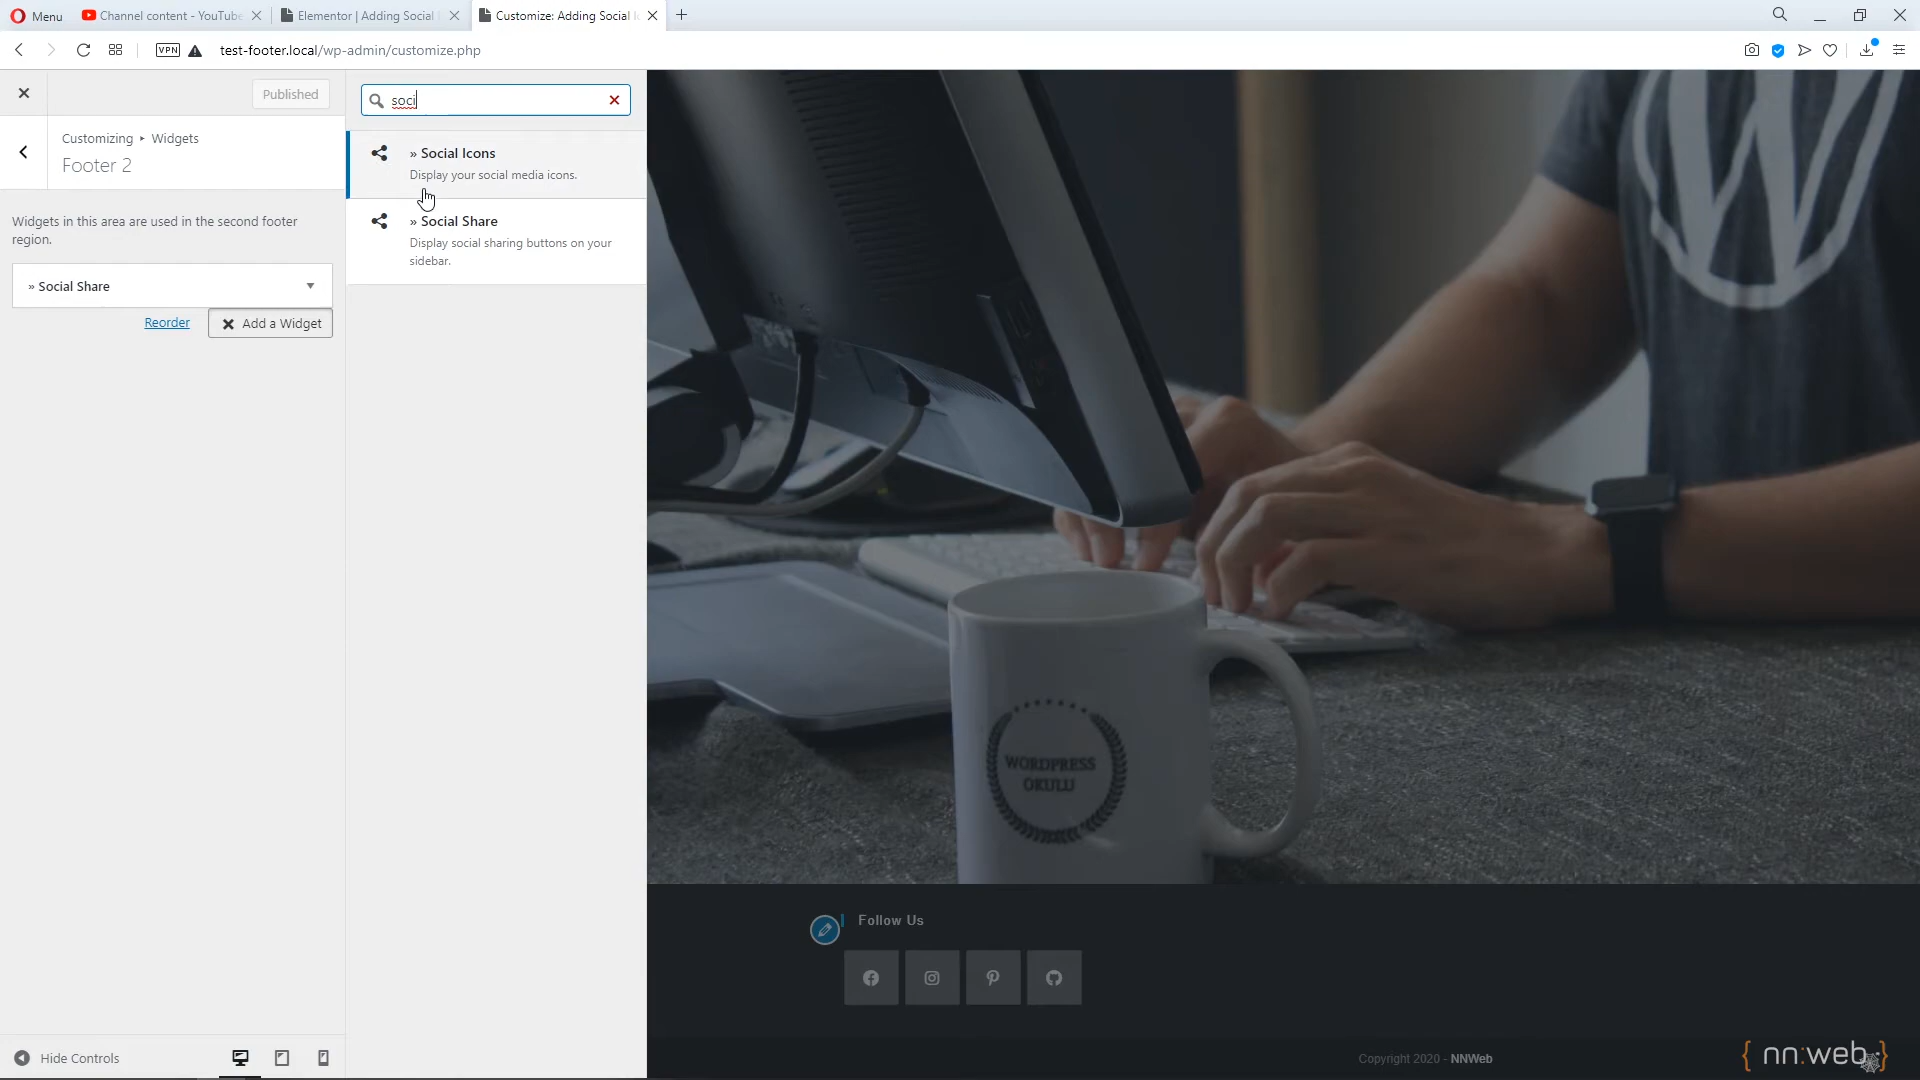 Menu
Channel content - YouTube
Elementor | Adding Social I
Customize: Adding Social Ic
VPN
test-footer.local/wp-admin/customize.php
Published
soci
Customizing ▸ Widgets
Footer 2
» Social Icons
Display your social media icons.
Widgets in this area are used in the second footer
region.
» Social Share
Display social sharing buttons on your
sidebar.
» Social Share
Reorder
Add a Widget
WORDPRESS
OKULU
Follow Us
Hide Controls
Copyright 2020 - NNWeb
{ nn:web }